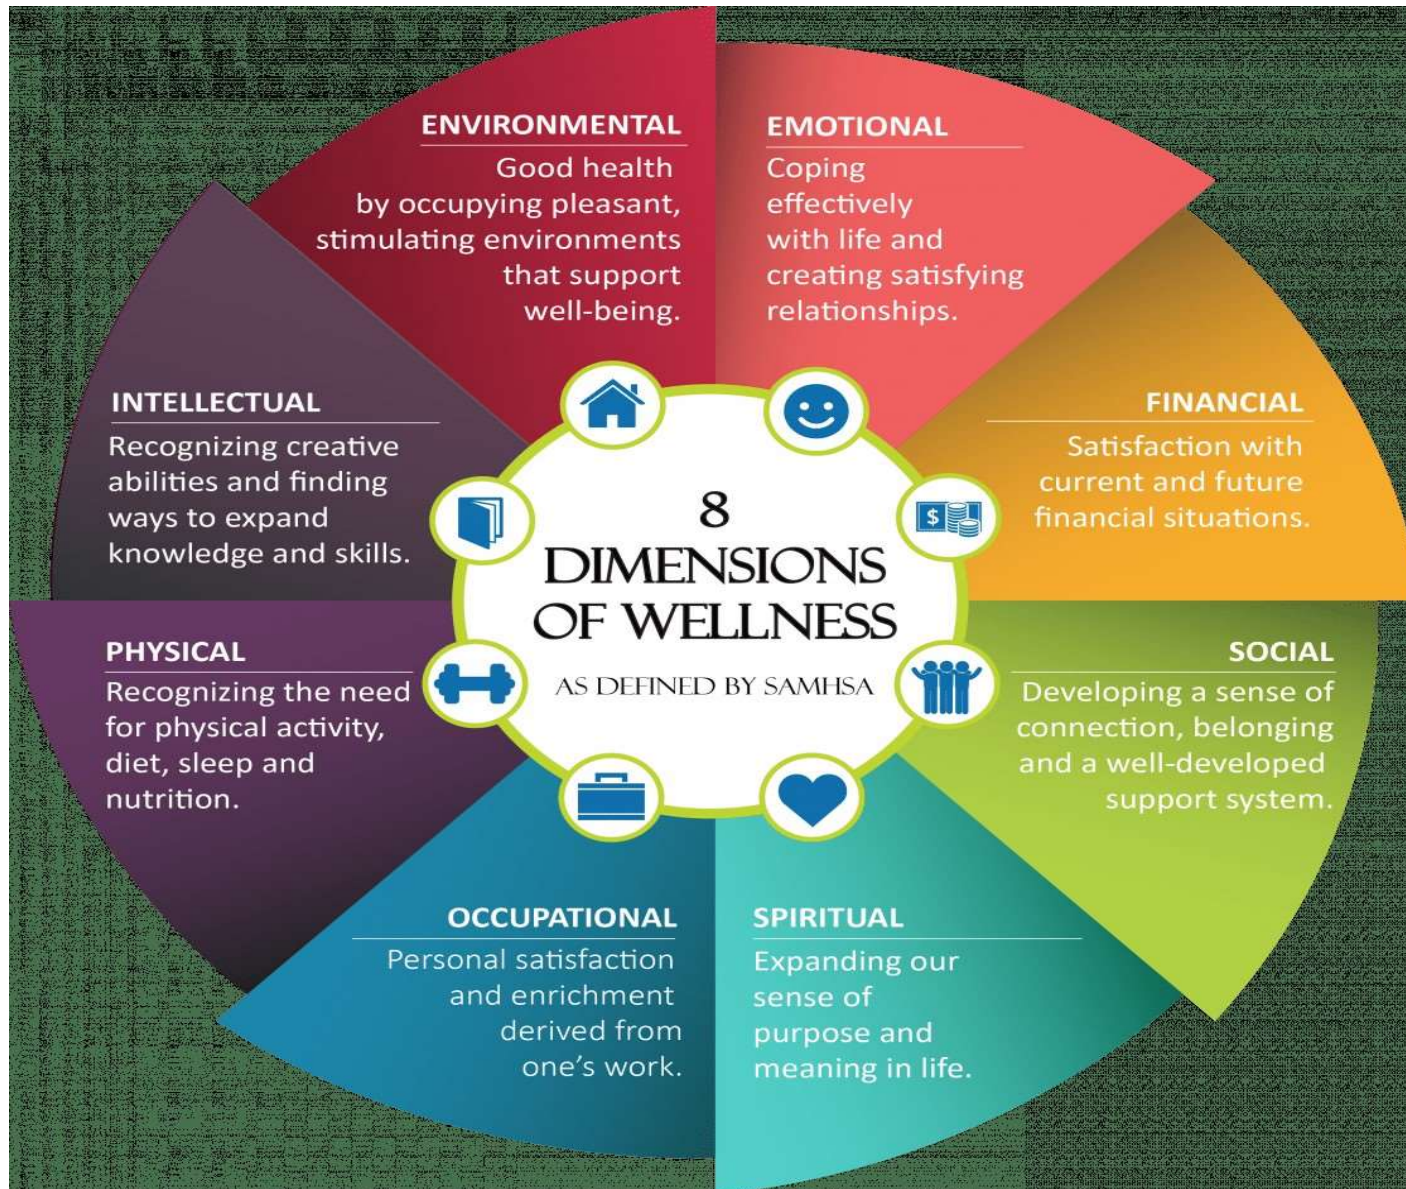 ENVIRONMENTAL
Good health
by occupying pleasant,
stimulating environments
that support
well-being.
EMOTIONAL
Coping
effectively
with life and
creating satisfying
relationships.
INTELLECTUAL
Recognizing creative
abilities and finding
ways to expand
knowledge and skills.
FINANCIAL
Satisfaction with
current and future
financial situations.
$
8
DIMENSIONS
OF WELLNESS
AS DEFINED BY SAMHSA
PHYSICAL
Recognizing the need
for physical activity,
diet, sleep and
nutrition.
SOCIAL
Developing a sense of
connection, belonging
and a well-developed
support system.
OCCUPATIONAL
Personal satisfaction
and enrichment
derived from
one's work.
SPIRITUAL
Expanding our
sense of
purpose and
meaning in life.